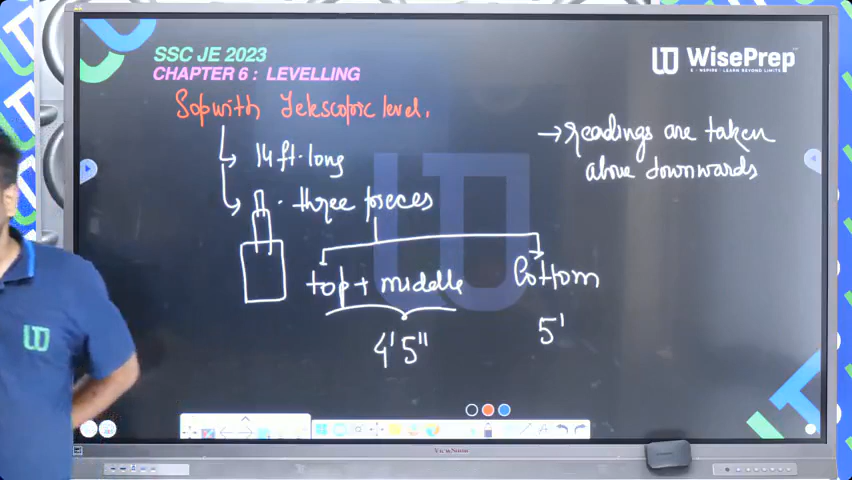 SSC JE 2023
CHAPTER 6 : LEVELLING
WisePrep
Sopwith Telescopic level.
→ 14 ft. long
→ three pieces
top + middle
4' 5"
bottom
5'
→ readings are taken
above downwards
ViewSonic